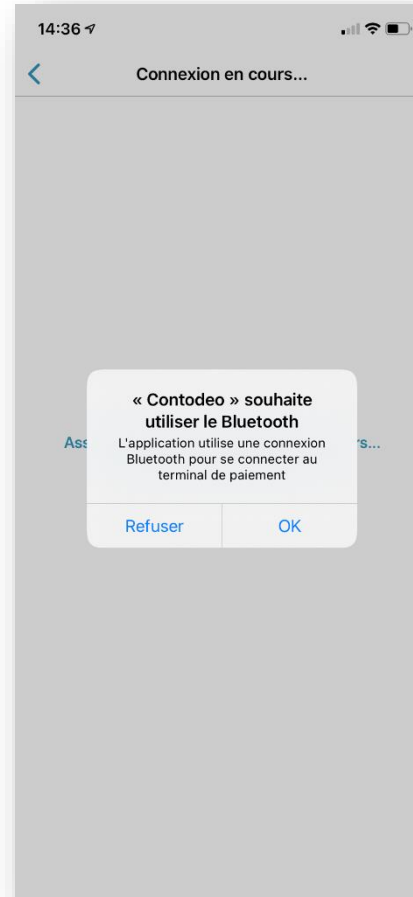 14:36
Connexion en cours...
« Contodeo » souhaite
utiliser le Bluetooth
L'application utilise une connexion
Bluetooth pour se connecter au
terminal de paiement
Refuser OK